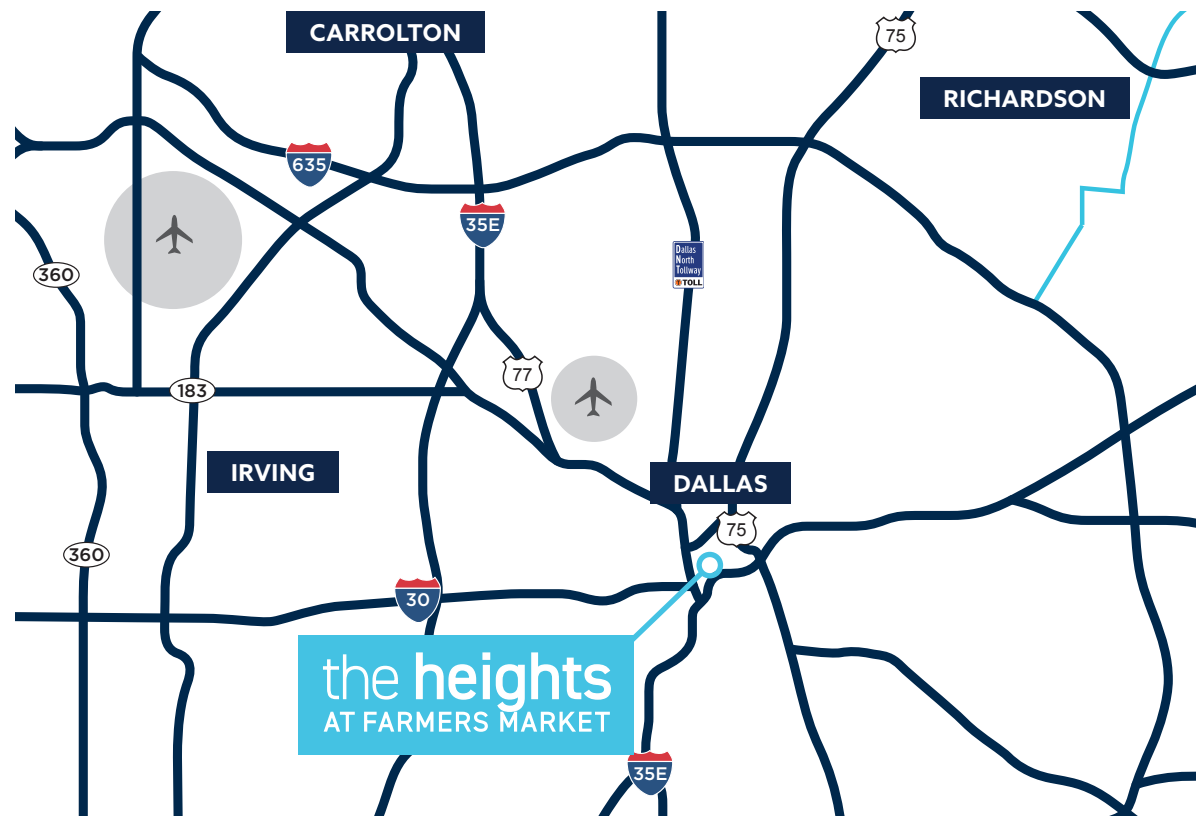 CARROLTON
75
RICHARDSON
635
35E
Dallas
North
Tollway
TOLL
360
77
183
IRVING
DALLAS
75
360
30
the heights
AT FARMERS MARKET
35E